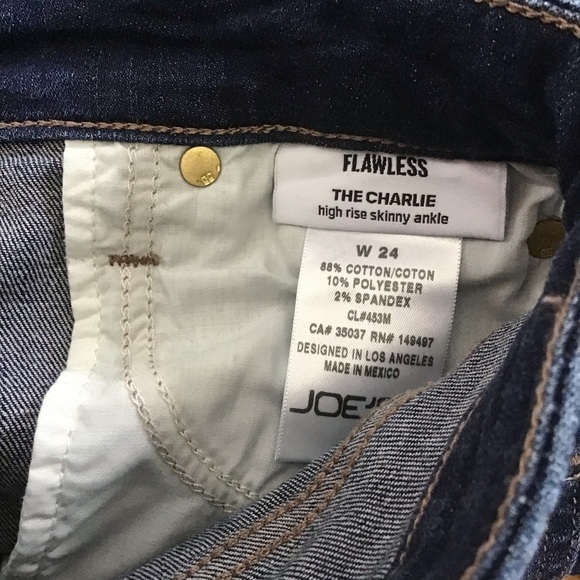 FLAWLESS
THE CHARLIE
high rise skinny ankle
W 24
88% COTTON/COTON
10% POLYESTER
2% SPANDEX
CL#453M
CA# 35037 RN# 149497
DESIGNED IN LOS ANGELES
MADE IN MEXICO
JOE'S